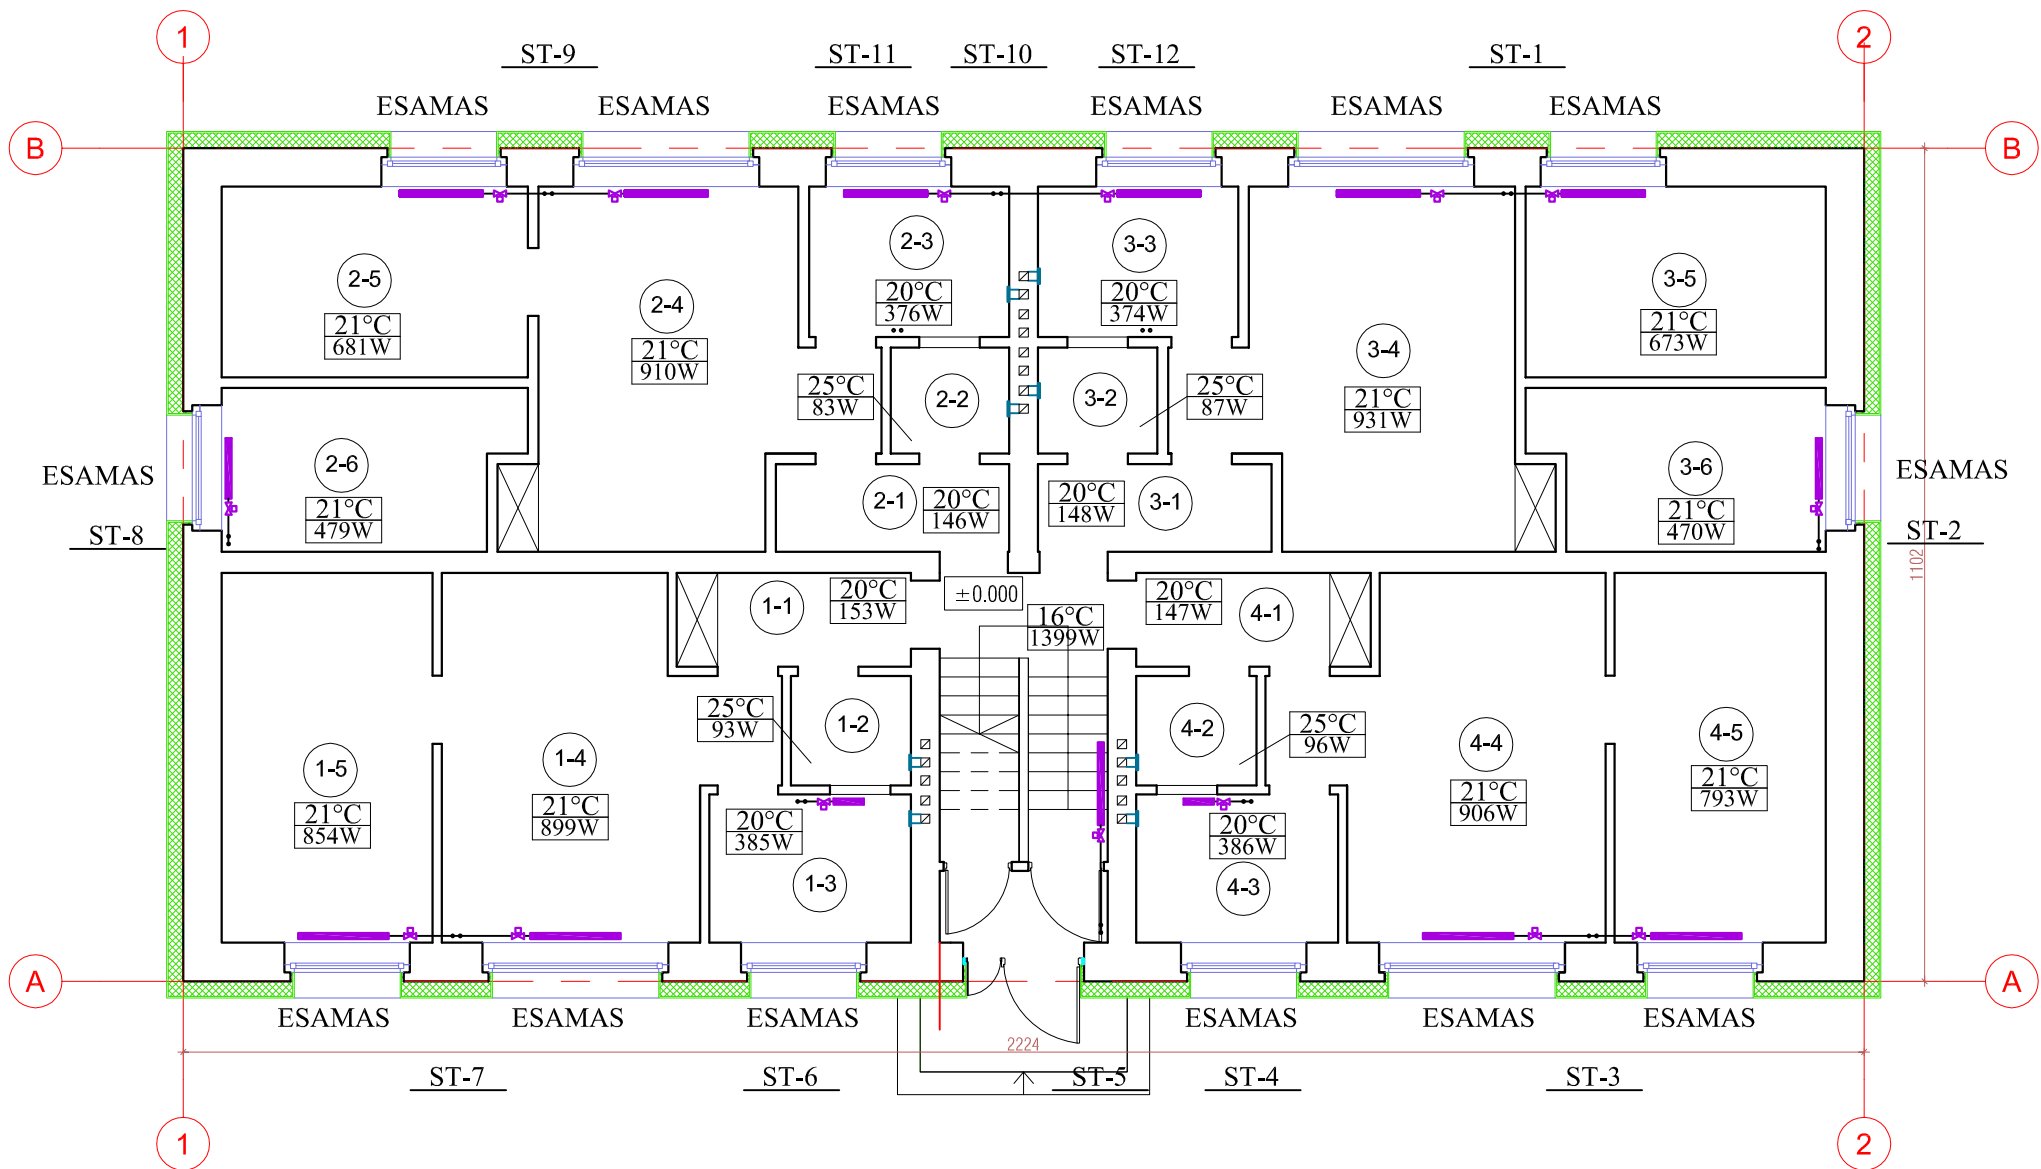 1
2
ST-9
ST-11
ST-10
ST-12
ST-1
ESAMAS
ESAMAS
ESAMAS
ESAMAS
ESAMAS
ESAMAS
B
B
2-3
3-3
2-5
2-4
3-4
3-5
20°C
376W
20°C
374W
21°C
681W
21°C
910W
21°C
673W
25°C
83W
2-2
3-2
25°C
87W
21°C
931W
ESAMAS
2-6
21°C
479W
2-1
20°C
146W
20°C
148W
3-1
3-6
21°C
470W
ESAMAS
ST-8
ST-2
1102
1-1
20°C
153W
±0.000
16°C
1399W
20°C
147W
4-1
25°C
93W
1-2
4-2
25°C
96W
1-5
1-4
4-4
4-5
21°C
854W
21°C
899W
21°C
906W
21°C
793W
20°C
385W
20°C
386W
1-3
4-3
A
A
ESAMAS
ESAMAS
ESAMAS
ESAMAS
ESAMAS
ESAMAS
2224
ST-7
ST-6
ST-5
ST-4
ST-3
1
2